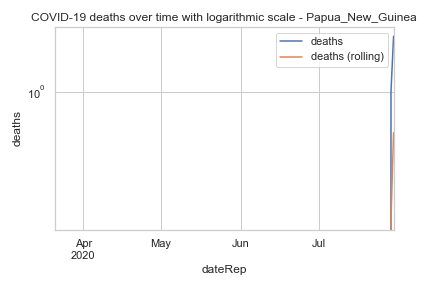 COVID-19 deaths over time with logarithmic scale - Papua_New_Guinea
deaths
deaths (rolling)
10^0
deaths
Apr
2020
May
Jun
Jul
dateRep